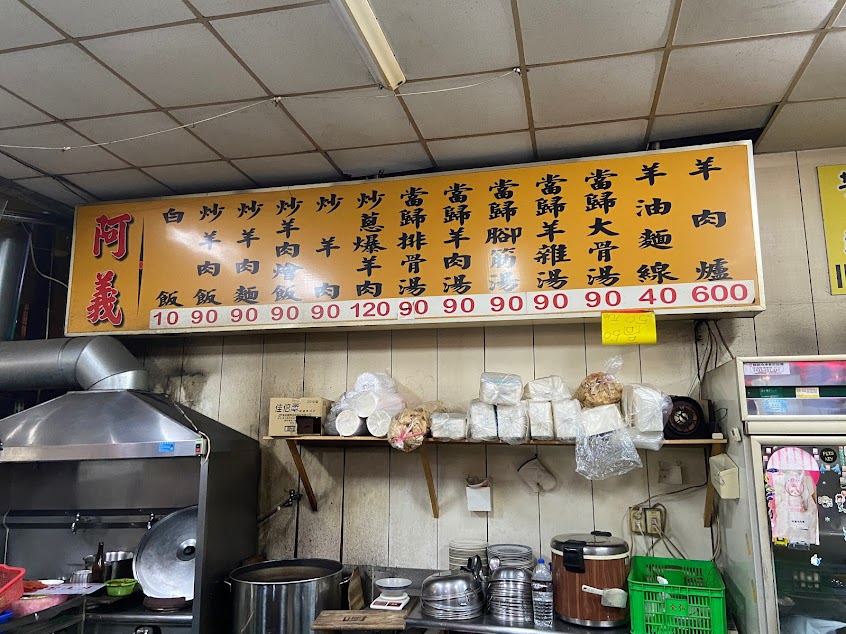 阿義
白飯 10
炒羊肉飯 90
炒羊肉麵 90
炒羊肉燴飯 90
炒羊肉 90
炒蔥爆羊肉 120
當歸排骨湯 90
當歸羊肉湯 90
當歸腳筋湯 90
當歸羊雜湯 90
當歸大骨湯 90
羊油麵線 40
羊肉爐 600